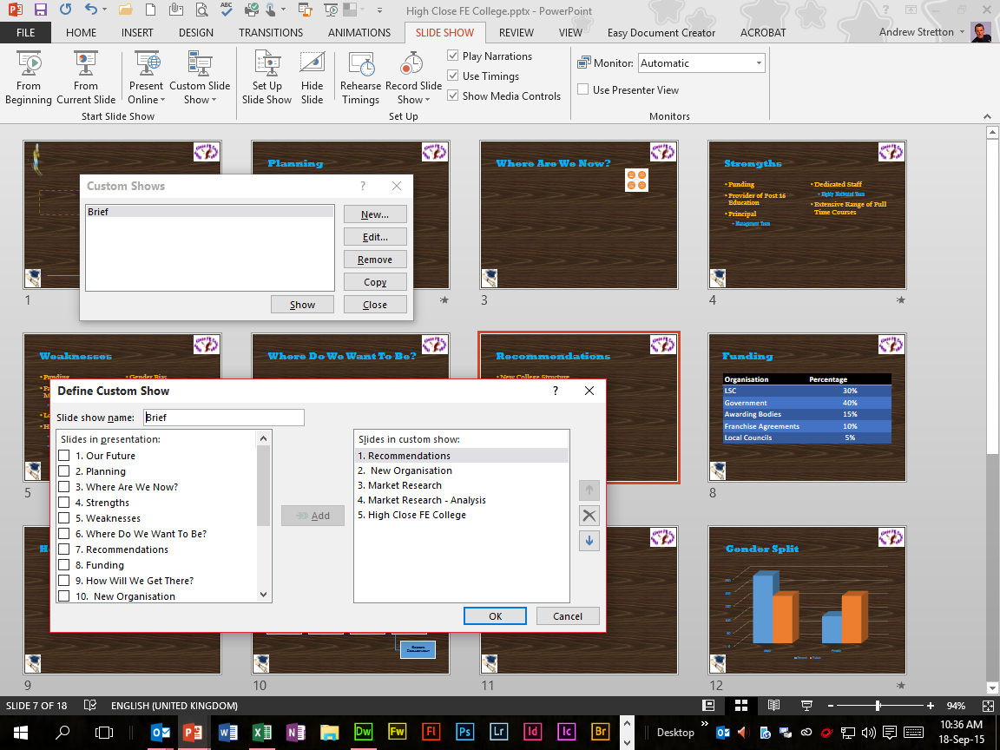 High Close FE College.pptx - PowerPoint
FILE HOME INSERT DESIGN TRANSITIONS ANIMATIONS SLIDE SHOW REVIEW VIEW Easy Document Creator ACROBAT Andrew Stretton
From Beginning
From Current Slide
Present Online
Custom Slide Show
Set Up Slide Show
Hide Slide
Rehearse Timings
Record Slide Show
Play Narrations
Use Timings
Show Media Controls
Monitor: Automatic
Use Presenter View
Start Slide Show
Set Up
Monitors
Planning
Where Are We Now?
Strengths
• Funding
• Provider of Post 16 Education
• Principal
• Management Team
• Dedicated Staff
• Highly Motivated Team
• Extensive Range of Full Time Courses
1
3
4
Custom Shows ?
Brief
New...
Edit...
Remove
Copy
Show
Close
Weaknesses
• Funding
• Gender Bias
Where Do We Want To Be?
Recommendations
• New College Structure
Funding
Organisation Percentage
LSC 30%
Government 40%
Awarding Bodies 15%
Franchise Agreements 10%
Local Councils 5%
5
8
Define Custom Show ?
Slide show name: Brief
Slides in presentation:
1. Our Future
2. Planning
3. Where Are We Now?
4. Strengths
5. Weaknesses
6. Where Do We Want To Be?
7. Recommendations
8. Funding
9. How Will We Get There?
10. New Organisation
Add
Slides in custom show:
1. Recommendations
2. New Organisation
3. Market Research
4. Market Research - Analysis
5. High Close FE College
OK
Cancel
Gender Split
9
10
11
12
SLIDE 7 OF 18 ENGLISH (UNITED KINGDOM) 94%
Dw Fw Fl Ps Lr Id Ic Br
Desktop
10:36 AM
18-Sep-15